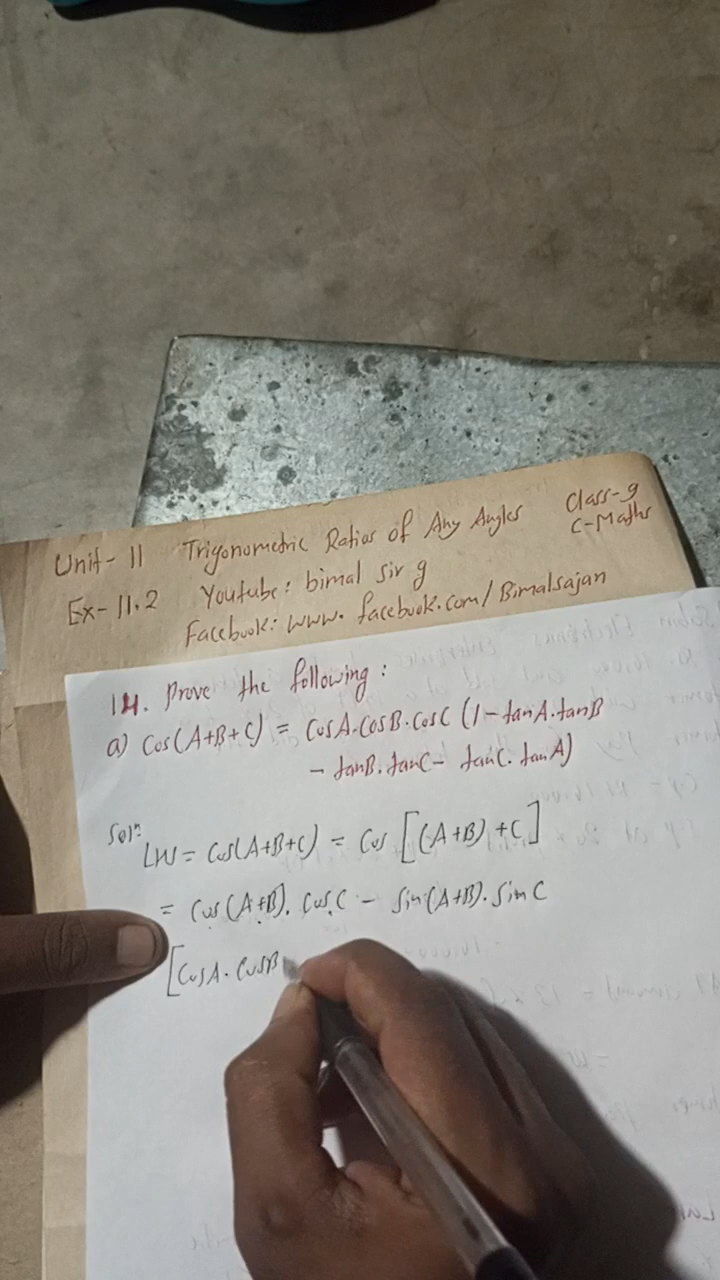 Unit- 11 Trigonometric Ratios of Any Angles Class-9
C-Maths
Ex- 11.2 Youtube: bimal sir g
Facebook: www.facebook.com/Bimalsajan
14. Prove the following:
a) Cos(A+B+C) = CosA.CosB.CosC (1-tanA.tanB
- tanB.tanC- tanC.tanA)
Soln
LHS = Cos(A+B+C) = Cos [(A+B) +C]
= Cos(A+B). Cos.C - Sin(A+B).SinC
[CosA. CosB